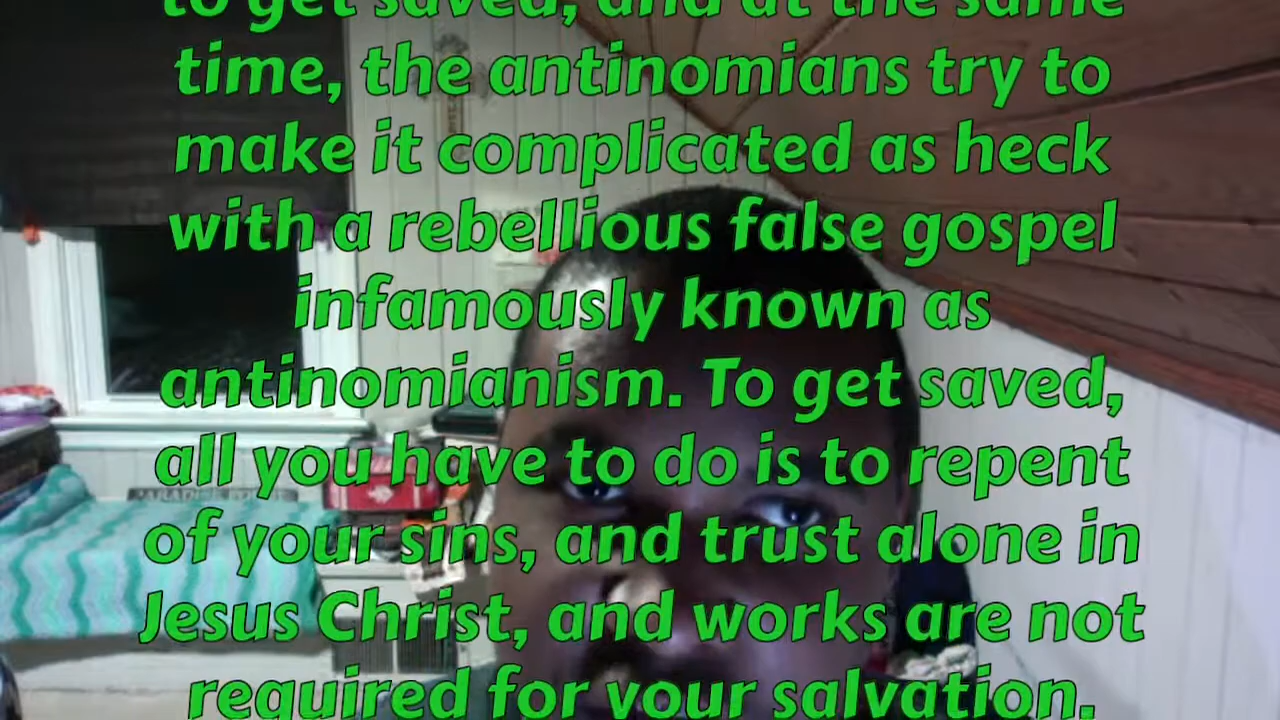 to get saved, and at the same
time, the antinomians try to
make it complicated as heck
with a rebellious false gospel
infamously known as
antinomianism. To get saved,
all you have to do is to repent
of your sins, and trust alone in
Jesus Christ, and works are not
required for your salvation.